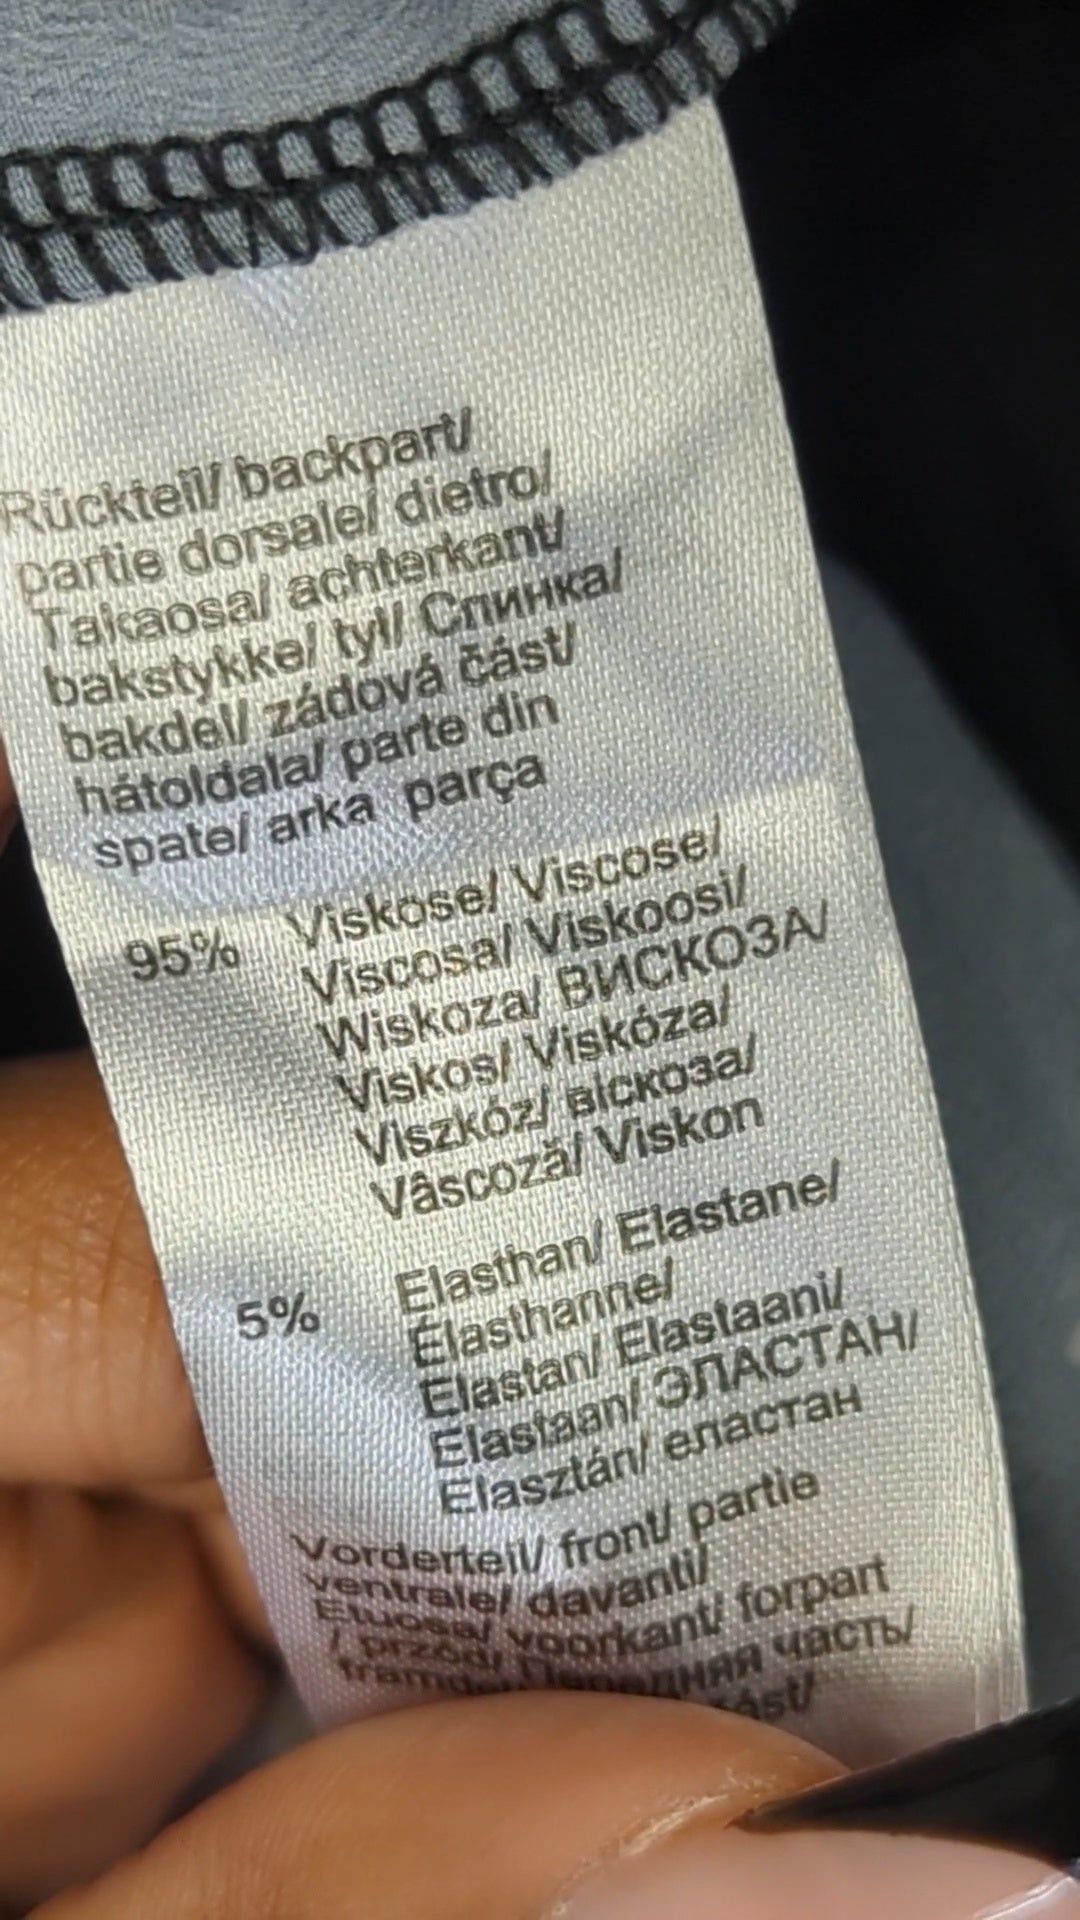 Rückteil/ backpart/
partie dorsale/ dietro/
Takaosa/ achterkant/
bakstykke/ tyl/ Спинка/
bakdel/ zádová část/
hátoldala/ parte din
spate/ arka parça
95% Viskose/ Viscose/
Viscosa/ Viskoosi/
Wiskoza/ ВИСКОЗА/
Viskos/ Viskóza/
Viszkóz/ віскоза/
Vâscoză/ Viskon
5% Elasthan/ Elastane/
Elasthanne/
Elastan/ Elastaani/
Elastaan/ ЭЛАСТАН/
Elasztán/ еластан
Vorderteil/ front/ partie
ventrale/ davanti/
Etuosa/ voorkant/ forpart
/ przód/ Передняя часть/